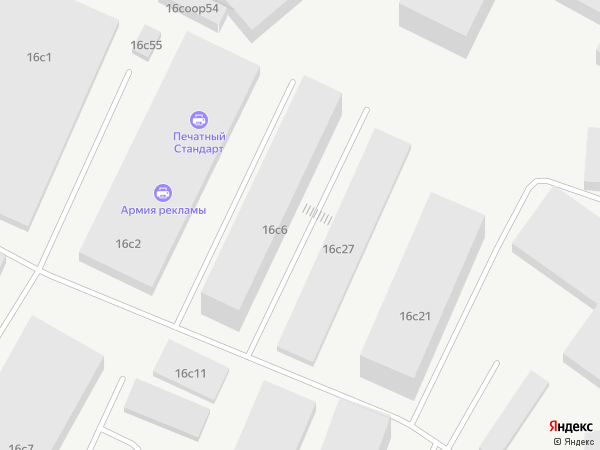 16соор54
16с55
16с1
Печатный
Стандарт
Армия рекламы
16с6
16с2
16с27
16с21
16с11
16с7
Яндекс
© Яндекс